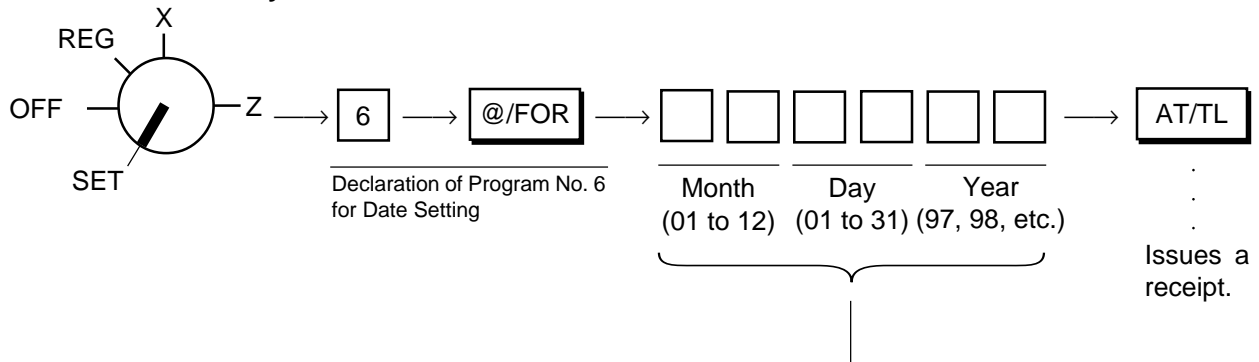 X
REG
OFF
Z
SET
6
@/FOR
AT/TL
Declaration of Program No. 6
for Date Setting
Month
(01 to 12)
Day
(01 to 31)
Year
(97, 98, etc.)
Issues a
receipt.